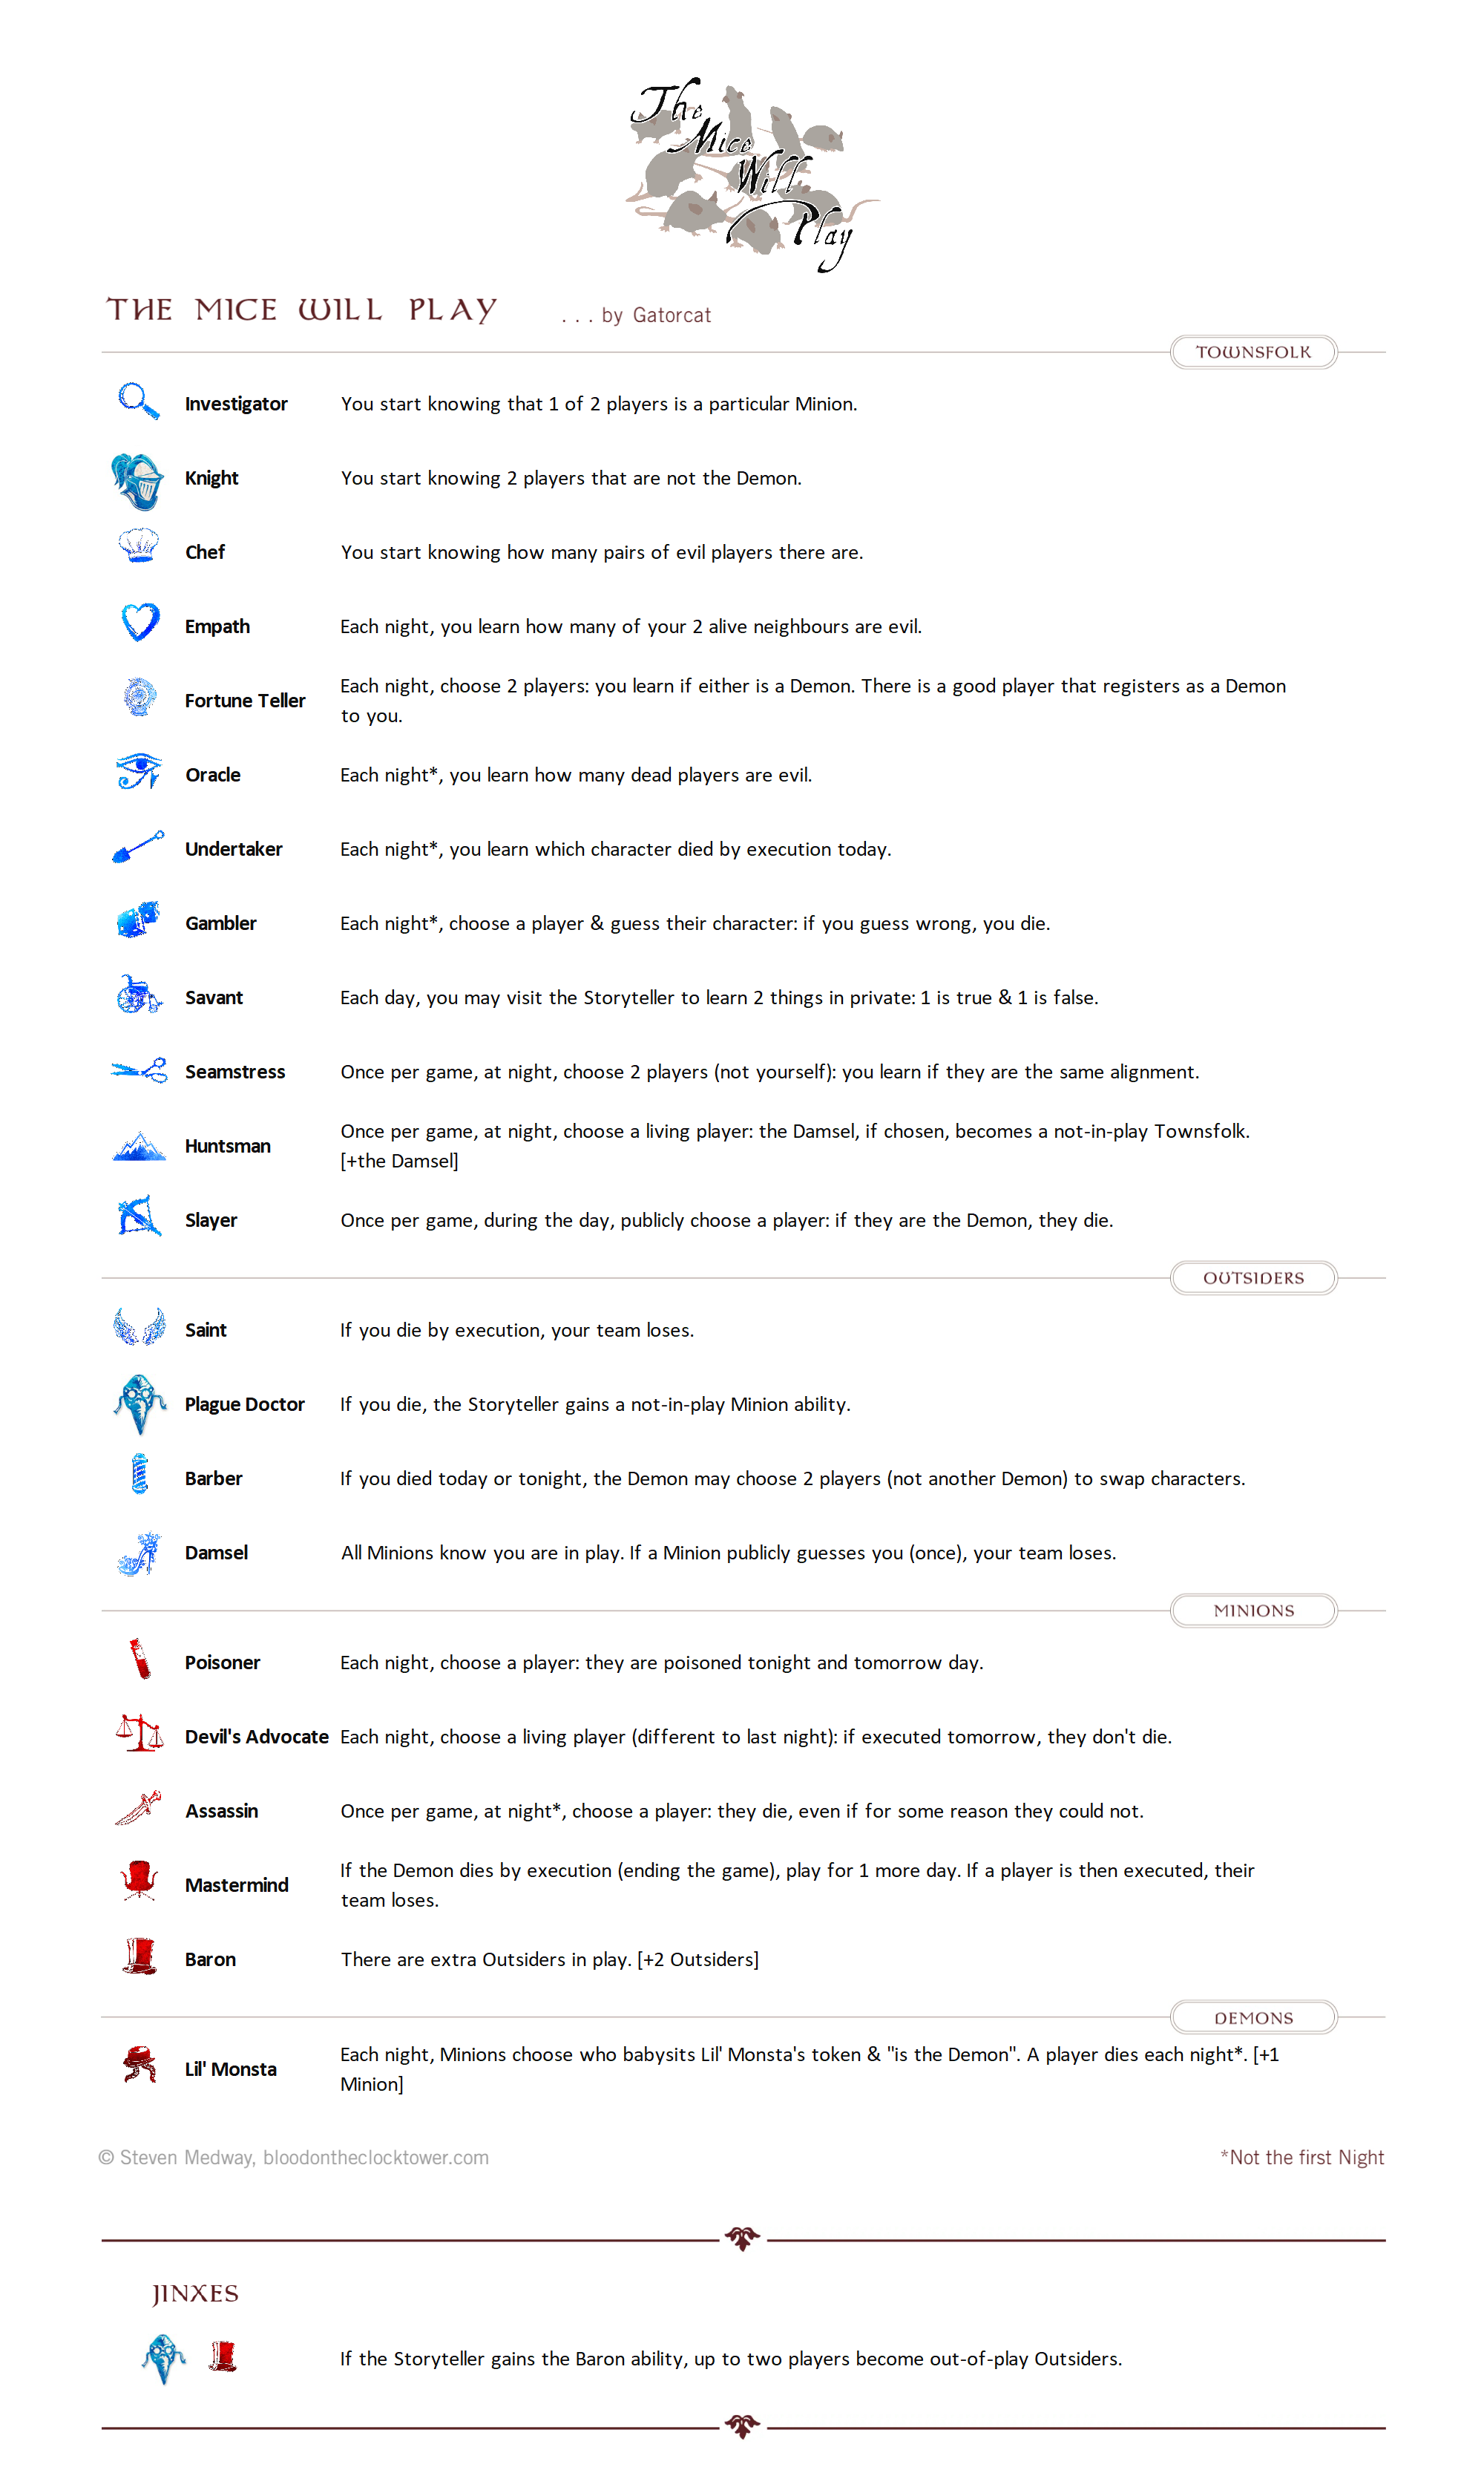 The
Mice
Will
Play
THE MICE WILL PLAY . . . by Gatorcat
TOWNSFOLK
Investigator You start knowing that 1 of 2 players is a particular Minion.
Knight You start knowing 2 players that are not the Demon.
Chef You start knowing how many pairs of evil players there are.
Empath Each night, you learn how many of your 2 alive neighbours are evil.
Fortune Teller Each night, choose 2 players: you learn if either is a Demon. There is a good player that registers as a Demon
to you.
Oracle Each night*, you learn how many dead players are evil.
Undertaker Each night*, you learn which character died by execution today.
Gambler Each night*, choose a player & guess their character: if you guess wrong, you die.
Savant Each day, you may visit the Storyteller to learn 2 things in private: 1 is true & 1 is false.
Seamstress Once per game, at night, choose 2 players (not yourself): you learn if they are the same alignment.
Huntsman Once per game, at night, choose a living player: the Damsel, if chosen, becomes a not-in-play Townsfolk.
[+the Damsel]
Slayer Once per game, during the day, publicly choose a player: if they are the Demon, they die.
OUTSIDERS
Saint If you die by execution, your team loses.
Plague Doctor If you die, the Storyteller gains a not-in-play Minion ability.
Barber If you died today or tonight, the Demon may choose 2 players (not another Demon) to swap characters.
Damsel All Minions know you are in play. If a Minion publicly guesses you (once), your team loses.
MINIONS
Poisoner Each night, choose a player: they are poisoned tonight and tomorrow day.
Devil's Advocate Each night, choose a living player (different to last night): if executed tomorrow, they don't die.
Assassin Once per game, at night*, choose a player: they die, even if for some reason they could not.
Mastermind If the Demon dies by execution (ending the game), play for 1 more day. If a player is then executed, their
team loses.
Baron There are extra Outsiders in play. [+2 Outsiders]
DEMONS
Lil' Monsta Each night, Minions choose who babysits Lil' Monsta's token & "is the Demon". A player dies each night*. [+1
Minion]
© Steven Medway, bloodontheclocktower.com *Not the first Night
JINXES
If the Storyteller gains the Baron ability, up to two players become out-of-play Outsiders.